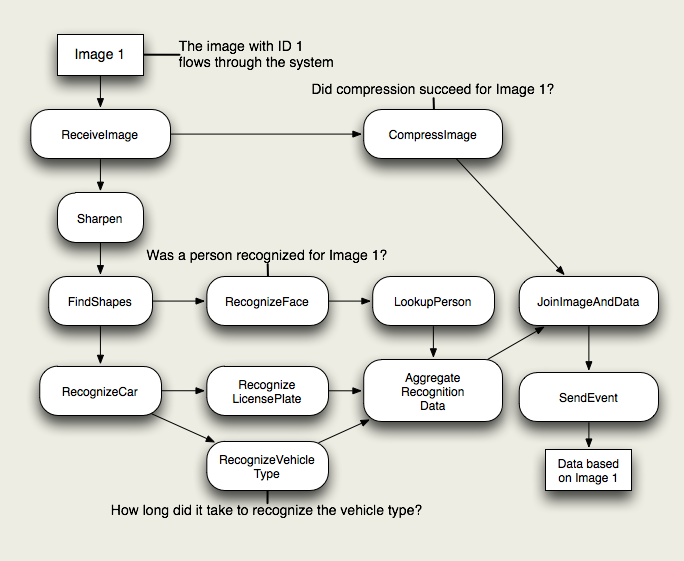 Image 1
The image with ID 1
flows through the system
Did compression succeed for Image 1?
ReceiveImage
CompressImage
Sharpen
Was a person recognized for Image 1?
FindShapes
RecognizeFace
LookupPerson
JoinImageAndData
RecognizeCar
Recognize
LicensePlate
Aggregate
Recognition
Data
SendEvent
RecognizeVehicle
Type
Data based
on Image 1
How long did it take to recognize the vehicle type?